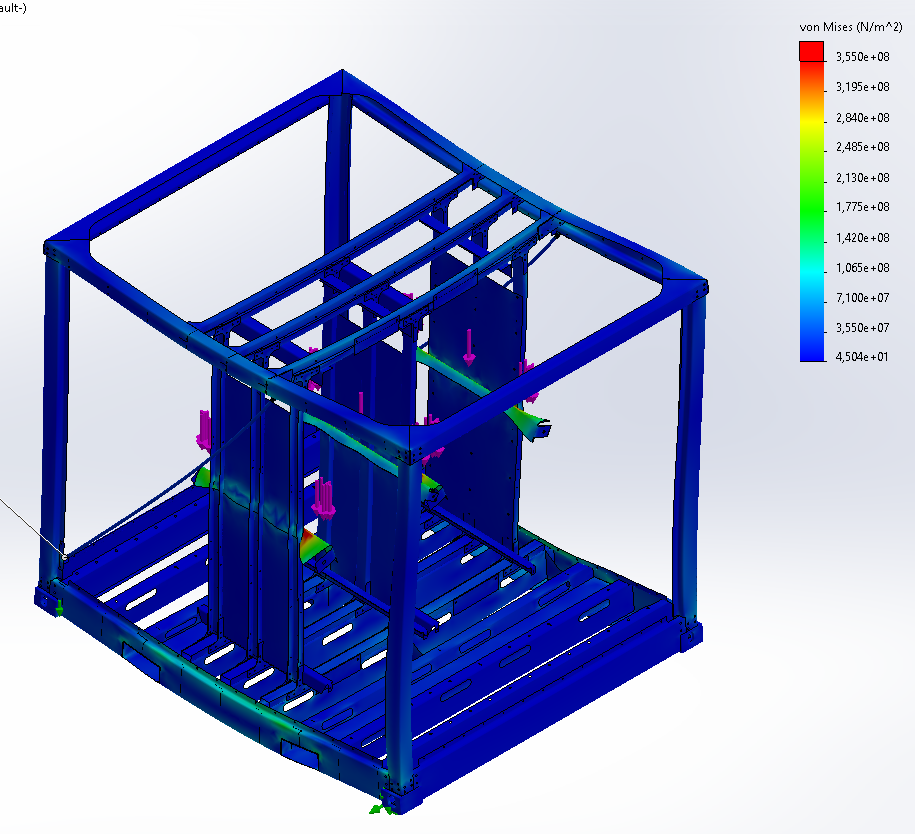 ault-)
von Mises (N/m^2)
3,550e+08
3,195e+08
2,840e+08
2,485e+08
2,130e+08
1,775e+08
1,420e+08
1,065e+08
7,100e+07
3,550e+07
4,504e+01